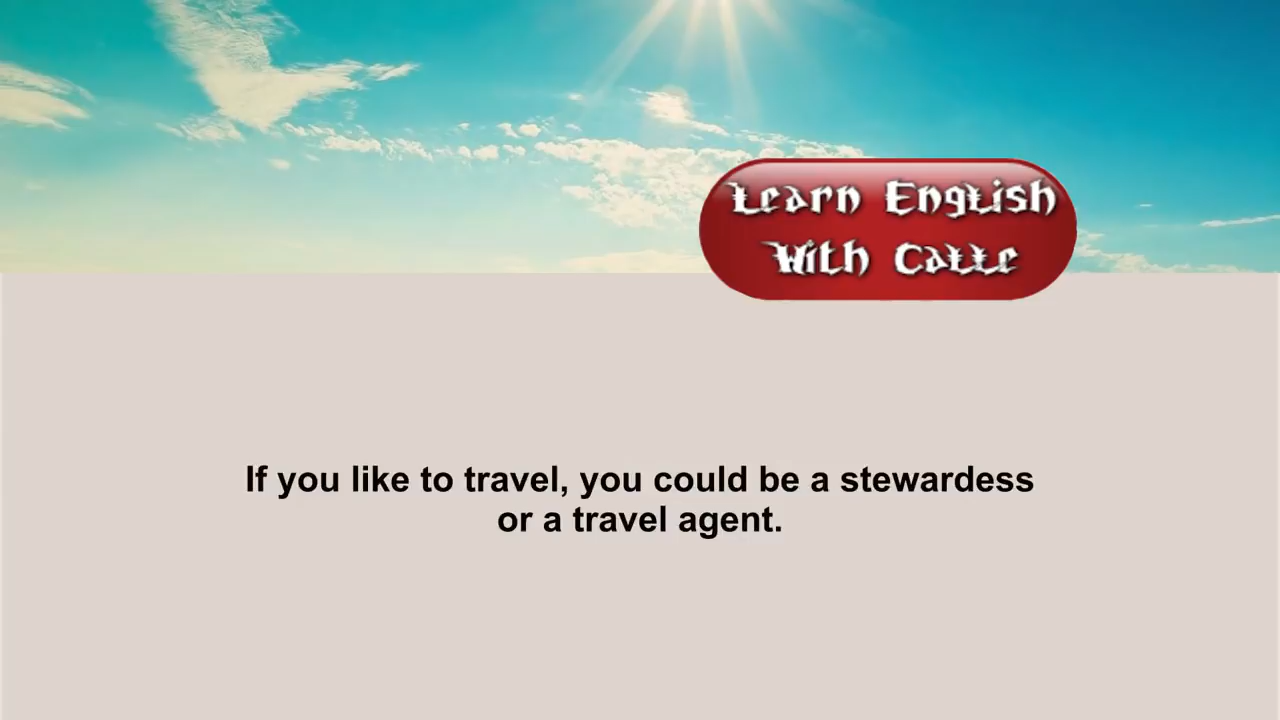 Learn English
With Calle
If you like to travel, you could be a stewardess
or a travel agent.